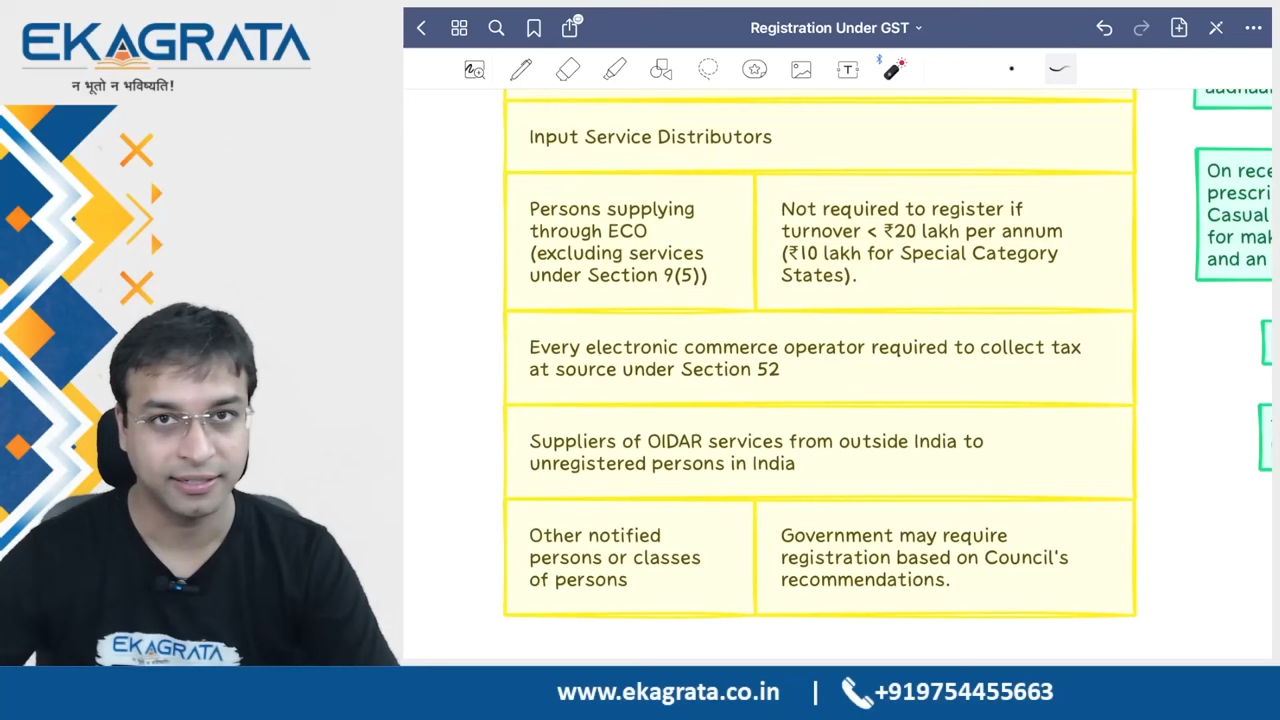 EKAGRATA
न भूतो न भविष्यति!
Registration Under GST
Input Service Distributors
Persons supplying
through ECO
(excluding services
under Section 9(5))
Not required to register if
turnover < ₹20 lakh per annum
(₹10 lakh for Special Category
States).
Every electronic commerce operator required to collect tax
at source under Section 52
Suppliers of OIDAR services from outside India to
unregistered persons in India
Other notified
persons or classes
of persons
Government may require
registration based on Council's
recommendations.
On rece
prescri
Casual
for mak
and an
EKAGRATA
www.ekagrata.co.in | +919754455663